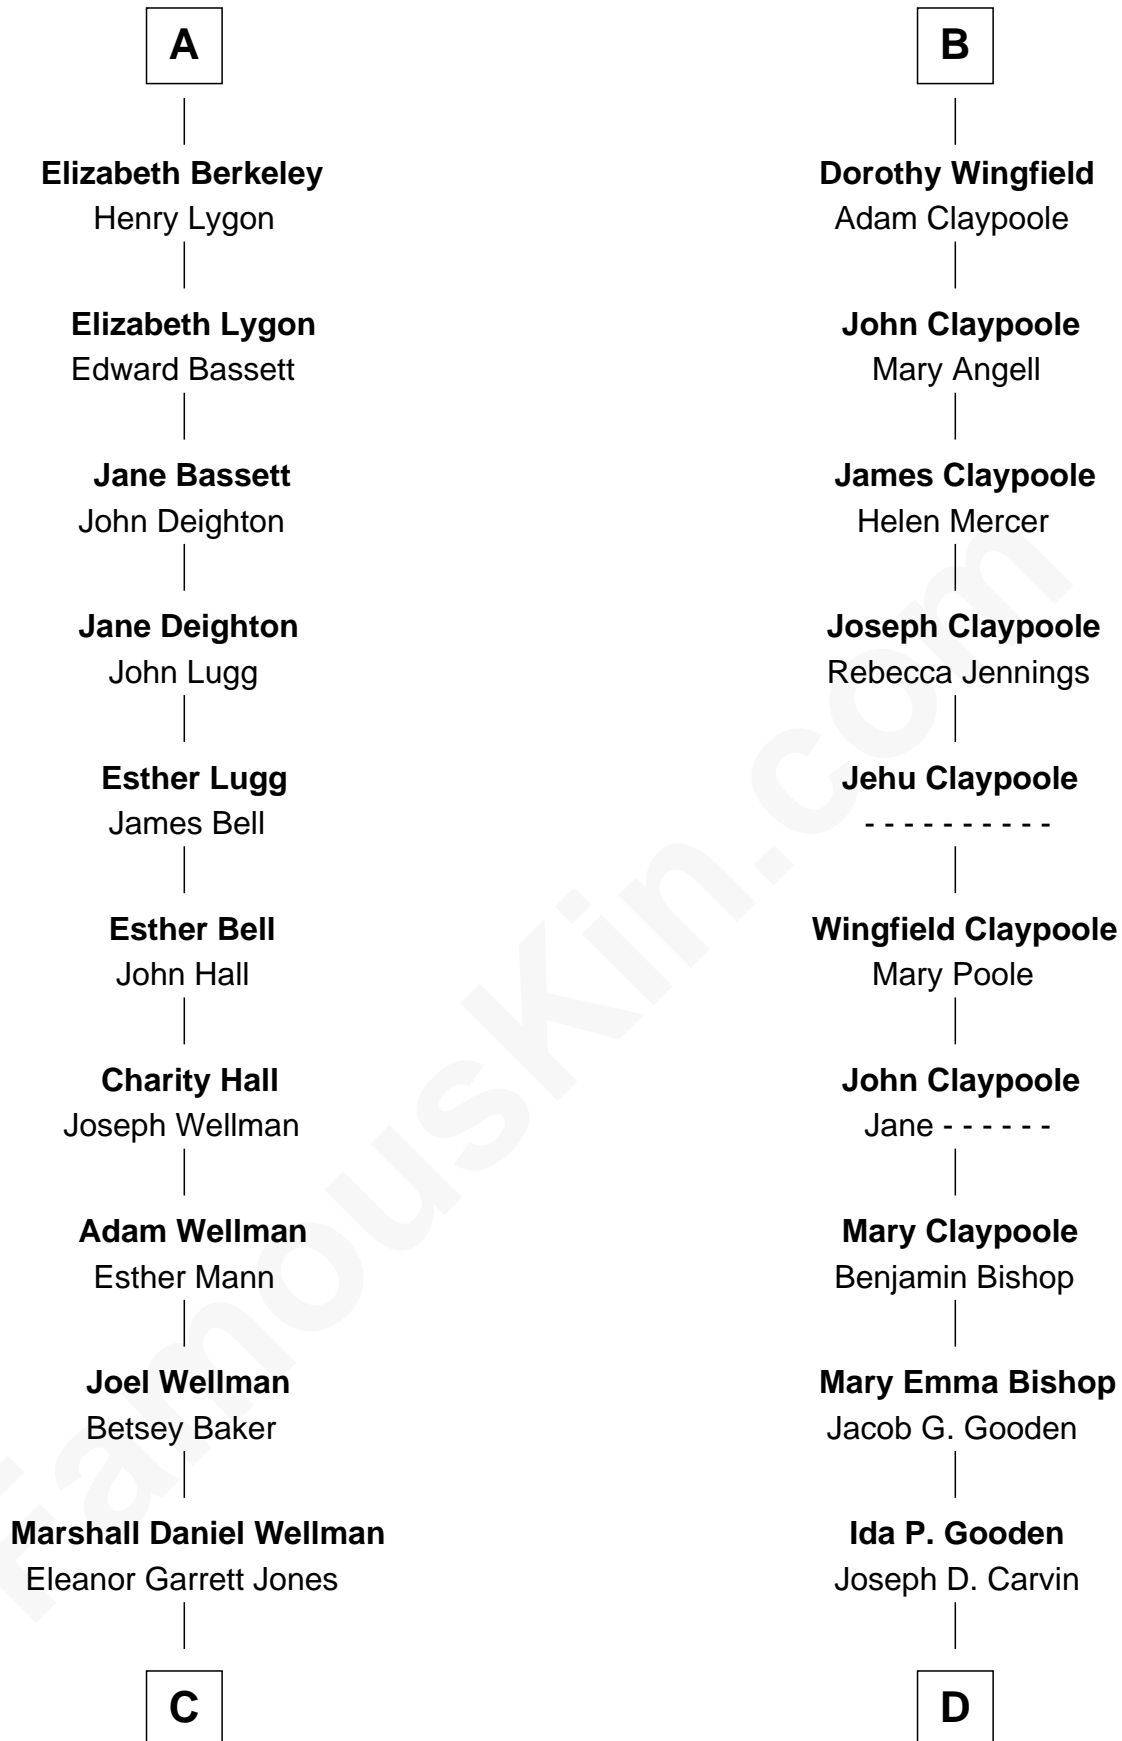 A
Elizabeth Berkeley
Henry Lygon
Elizabeth Lygon
Edward Bassett
Jane Bassett
John Deighton
Jane Deighton
John Lugg
Esther Lugg
James Bell
Esther Bell
John Hall
Charity Hall
Joseph Wellman
Adam Wellman
Esther Mann
Joel Wellman
Betsey Baker
Marshall Daniel Wellman
Eleanor Garrett Jones
C
B
Dorothy Wingfield
Adam Claypoole
John Claypoole
Mary Angell
James Claypoole
Helen Mercer
Joseph Claypoole
Rebecca Jennings
Jehu Claypoole
- - - - - - - - - -
Wingfield Claypoole
Mary Poole
John Claypoole
Jane - - - - - -
Mary Claypoole
Benjamin Bishop
Mary Emma Bishop
Jacob G. Gooden
Ida P. Gooden
Joseph D. Carvin
D
FamousKin.com